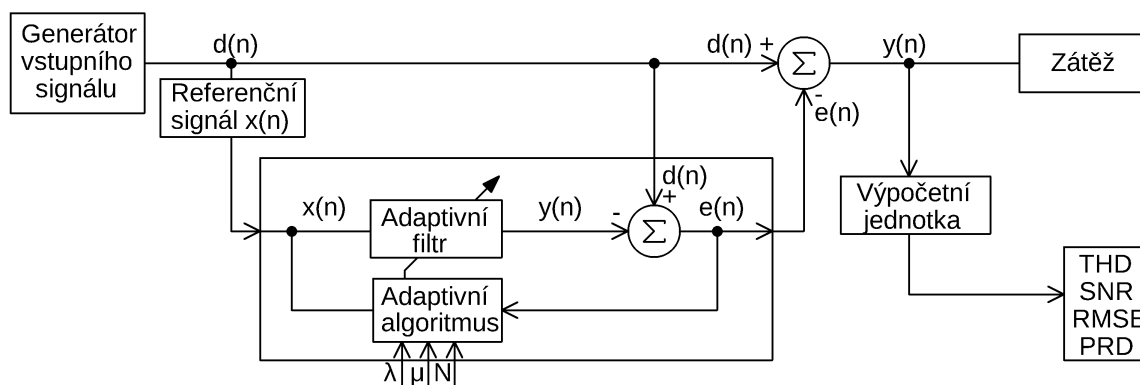 Generátor
vstupního
signálu
d(n)
Referenční
signál x(n)
d(n) +
Σ
-
e(n)
y(n)
Zátěž
Výpočetní
jednotka
THD
SNR
RMSE
PRD
x(n)
Adaptivní
filtr
y(n)
-
d(n)
+
Σ
e(n)
Adaptivní
algoritmus
λ μ N